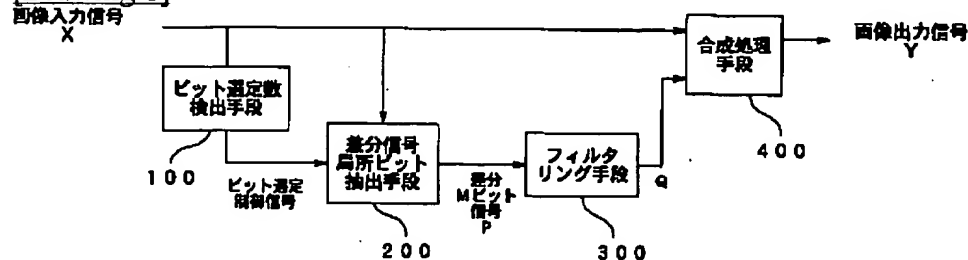 画像入力信号
X
ビット選定数
検出手段
100
ビット選定
制御信号
差分信号
局所ビット
抽出手段
200
差分
Mビット
信号
P
フィルタ
リング手段
300
Q
合成処理
手段
400
画像出力信号
Y